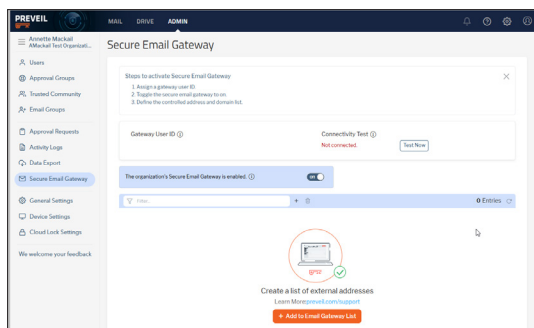 PREVEIL
MAIL DRIVE ADMIN
Annette Mackall
AMackall Test Organizati...
Secure Email Gateway
Users
Approval Groups
Trusted Community
Email Groups
Approval Requests
Activity Logs
Data Export
Secure Email Gateway
General Settings
Device Settings
Cloud Lock Settings
We welcome your feedback
Steps to activate Secure Email Gateway
1. Assign a gateway user ID.
2. Toggle the secure email gateway to on.
3. Define the controlled address and domain list.
Gateway User ID
Connectivity Test
Not connected.
Test Now
The organization's Secure Email Gateway is enabled.
on
Filter...
0 Entries
Create a list of external addresses
Learn More:preveil.com/support
+ Add to Email Gateway List